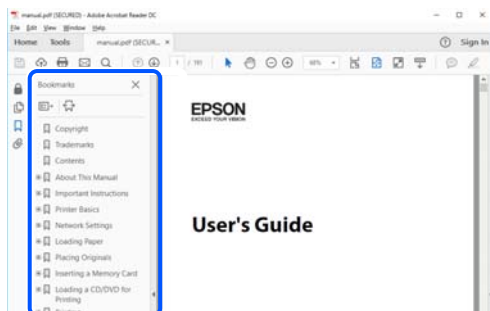 manual.pdf (SECURED) - Adobe Acrobat Reader DC
File Edit View Window Help
Home Tools manual.pdf (SECUR... × Sign In
1 / 191
Bookmarks
EPSON
EXCEED YOUR VISION
Copyright
Trademarks
Contents
About This Manual
Important Instructions
Printer Basics
Network Settings
User's Guide
Loading Paper
Placing Originals
Inserting a Memory Card
Loading a CD/DVD for
Printing